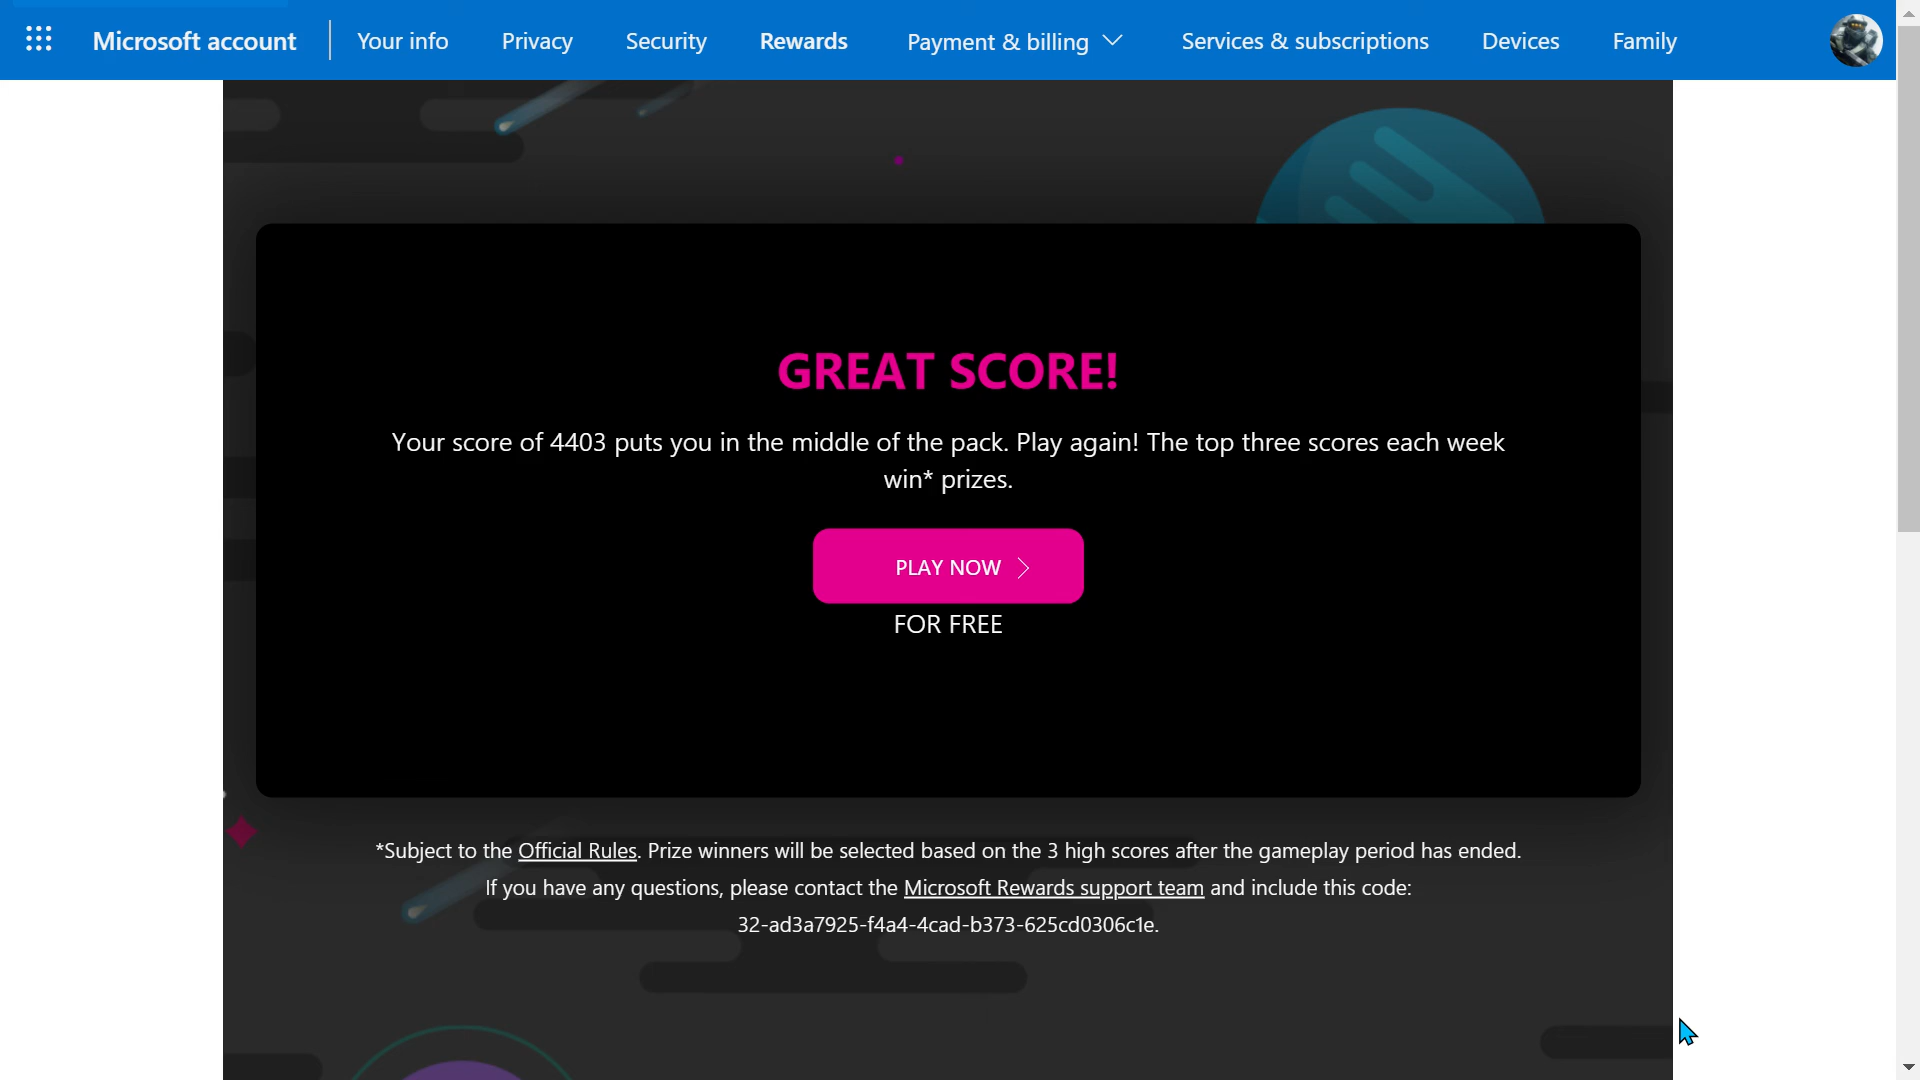 Microsoft account
Your info
Privacy
Security
Rewards
Payment & billing
Services & subscriptions
Devices
Family
GREAT SCORE!
Your score of 4403 puts you in the middle of the pack. Play again! The top three scores each week
win* prizes.
PLAY NOW
FOR FREE
*Subject to the Official Rules. Prize winners will be selected based on the 3 high scores after the gameplay period has ended.
If you have any questions, please contact the Microsoft Rewards support team and include this code:
32-ad3a7925-f4a4-4cad-b373-625cd0306c1e.